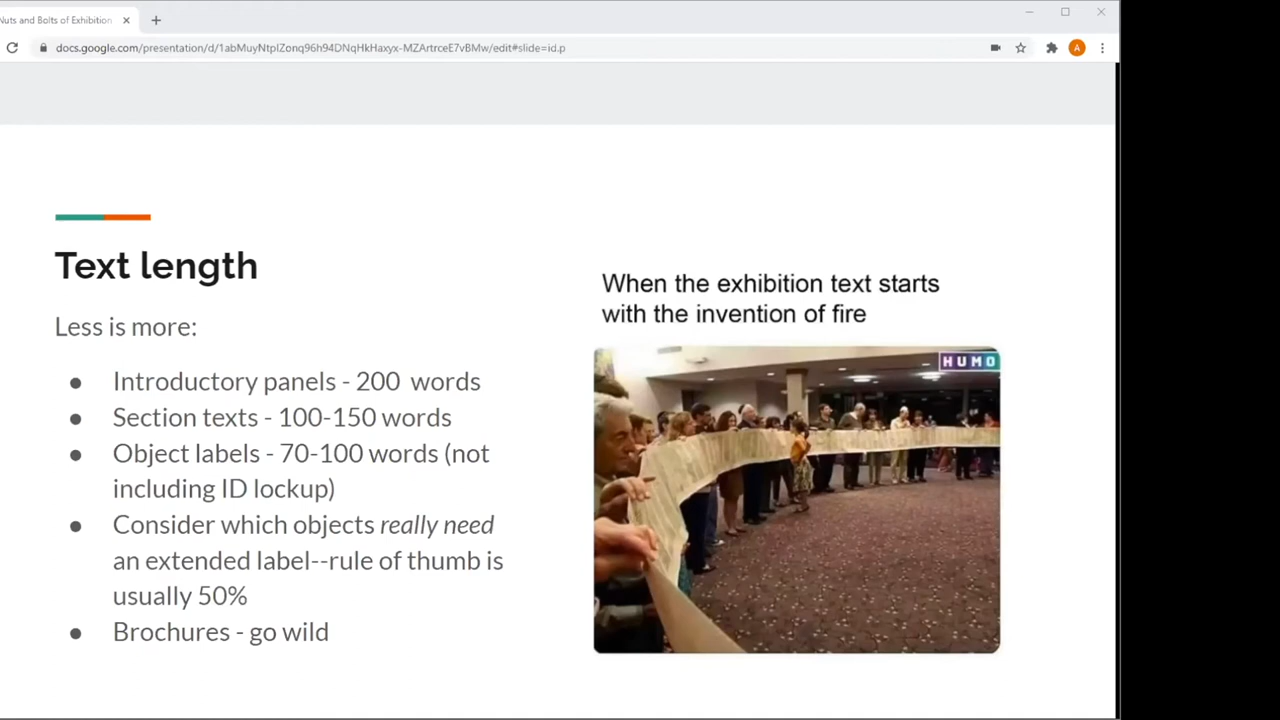 Nuts and Bolts of Exhibition
docs.google.com/presentation/d/1abMuyNtpIZonq96h94DNqHkHaxyx-MZArtrceE7vBMw/edit#slide=id.p
A
Text length
Less is more:
● Introductory panels - 200 words
● Section texts - 100-150 words
● Object labels - 70-100 words (not
including ID lockup)
● Consider which objects really need
an extended label--rule of thumb is
usually 50%
● Brochures - go wild
When the exhibition text starts
with the invention of fire
HUMO